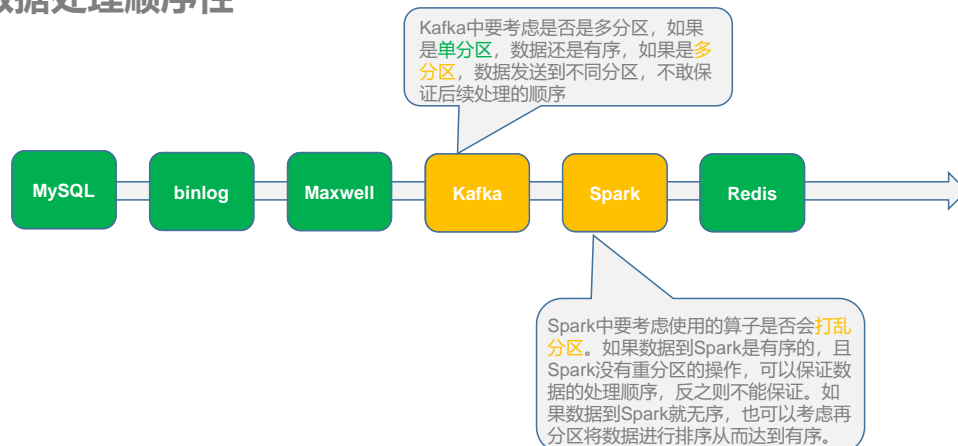 数据处理顺序性
Kafka中要考虑是否是多分区，如果
是单分区，数据还是有序，如果是多
分区，数据发送到不同分区，不敢保
证后续处理的顺序
MySQL
binlog
Maxwell
Kafka
Spark
Redis
Spark中要考虑使用的算子是否会打乱
分区。如果数据到Spark是有序的，且
Spark没有重分区的操作，可以保证数
据的处理顺序，反之则不能保证。如
果数据到Spark就无序，也可以考虑再
分区将数据进行排序从而达到有序。